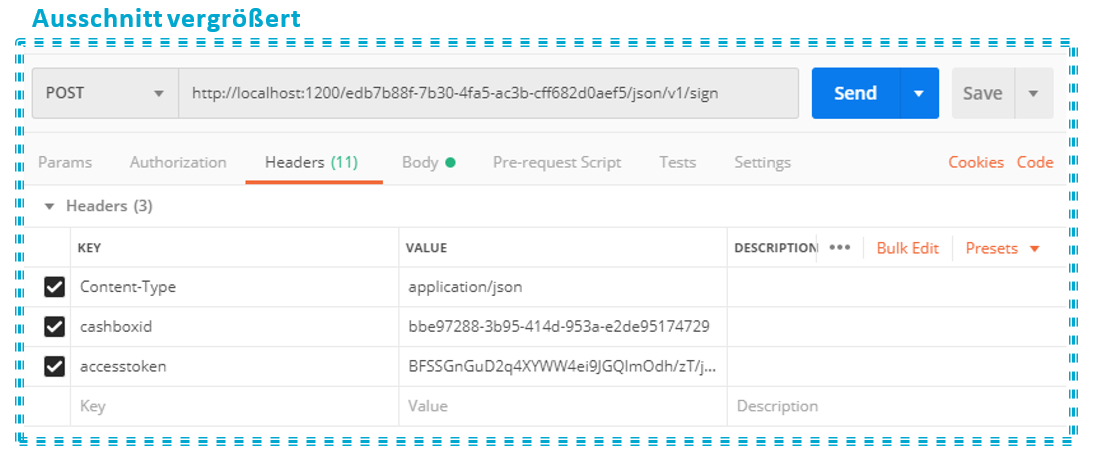 Ausschnitt vergrößert
POST http://localhost:1200/edb7b88f-7b30-4fa5-ac3b-cff682d0aef5/json/v1/sign Send Save
Params Authorization Headers (11) Body Pre-request Script Tests Settings Cookies Code
Headers (3)
KEY VALUE DESCRIPTION ••• Bulk Edit Presets
Content-Type application/json
cashboxid bbe97288-3b95-414d-953a-e2de95174729
accesstoken BFSSGnGuD2q4XYWW4ei9JGQImOdh/zT/j...
Key Value Description